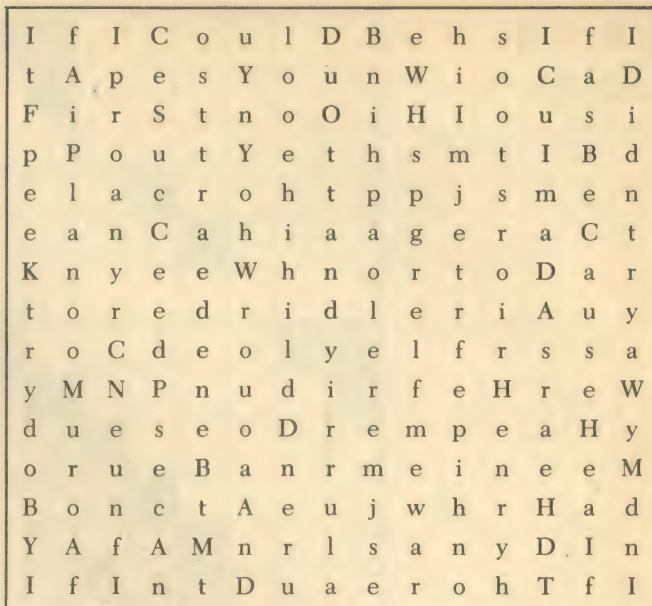 I f I C o u l D B e h s I f I
t A p e s Y o u n W i o C a D
F i r S t n o O i H I o u s i
p P o u t Y e t h s m t I B d
e l a c r o h t p p j s m e n
e a n C a h i a a g e r a C t
K n y e e W h n o r t o D a r
t o r e d r i d l e r i A u y
r o C d e o l y e l f r s s a
y M N P n u d i r f e H r e W
d u e s e o D r e m p e a H y
o r u e B a n r m e i n e e M
B o n c t A e u j w h r H a d
Y A f A M n r l s a n y D I n
I f I n t D u a e r o h T f I